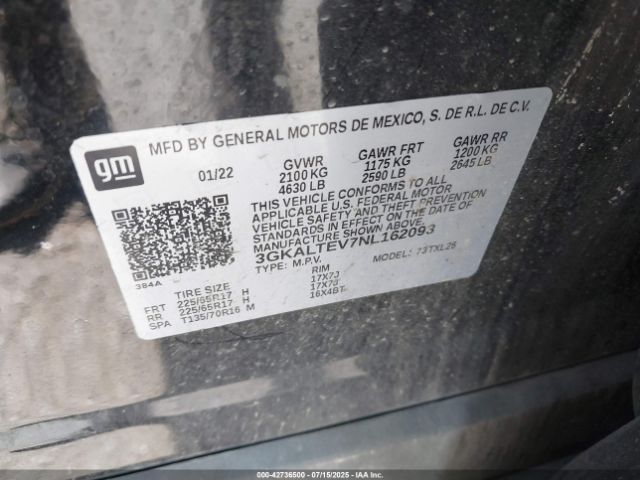 gm
MFD BY GENERAL MOTORS DE MEXICO, S. DE R.L. DE C.V.
01/22 GVWR GAWR FRT GAWR RR
2100 KG 1175 KG 1200 KG
4630 LB 2590 LB 2645 LB
THIS VEHICLE CONFORMS TO ALL
APPLICABLE U.S. FEDERAL MOTOR
VEHICLE SAFETY, BUMPER, AND THEFT
PREVENTION STANDARDS IN EFFECT ON THE DATE OF
MANUFACTURE SHOWN ABOVE.
3GKALTEV7NL162093
TYPE: M.P.V. MODEL: 73TXL26
384A
TIRE SIZE RIM
FRT 225/65R17 H 17X7J
RR 225/65R17 H 17X7J
SPA T135/70R16 M 16X4BT
000-42736500 07/15/2025 IAAI.com